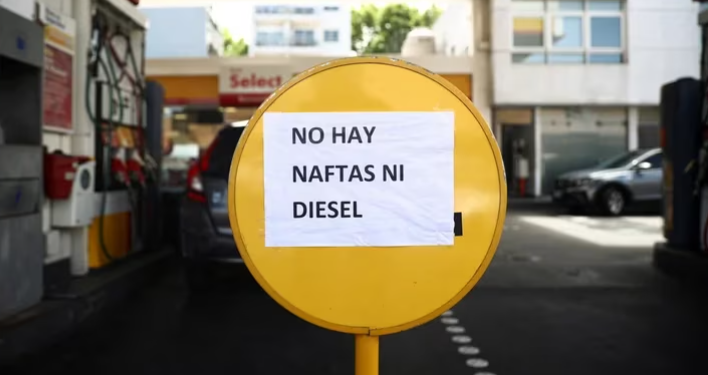 Select
NO HAY
NAFTAS NI
DIESEL